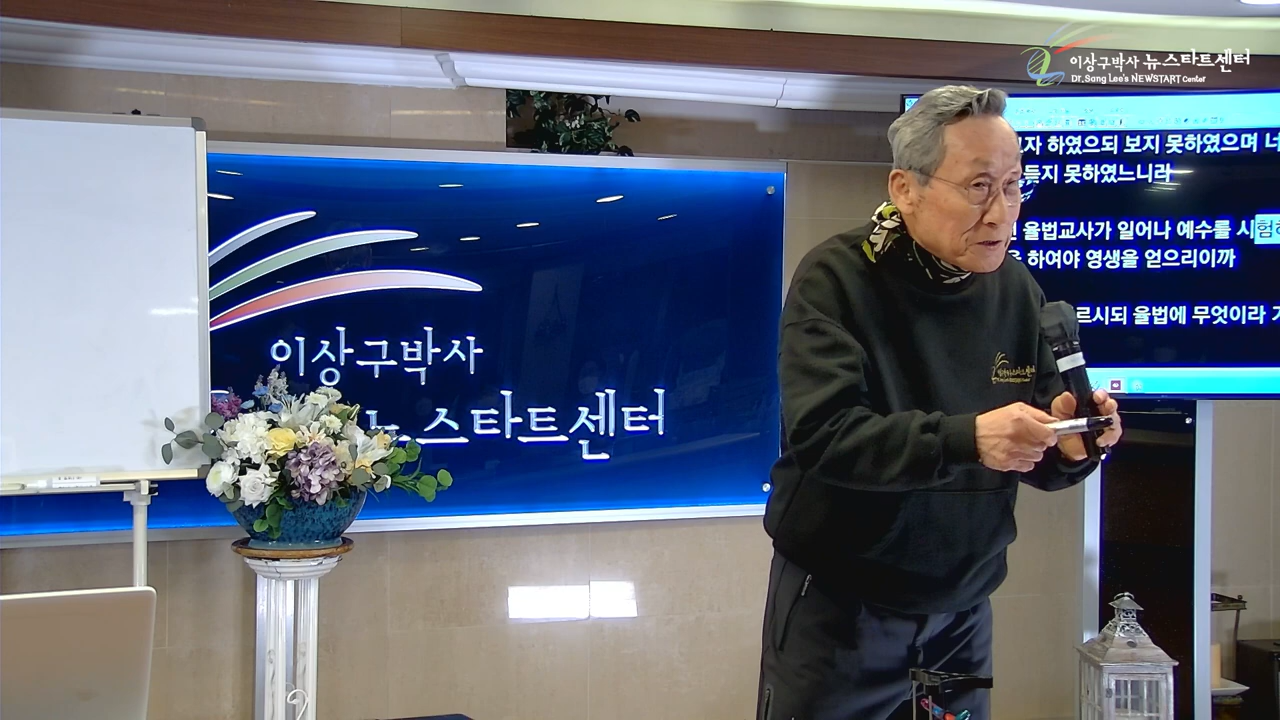 이상구박사 뉴스타트센터
Dr.Sang Lee's NEWSTART Center
자 하였으되 보지 못하였으며 너
듣지 못하였느니라
율법교사가 일어나 예수를 시험하
하여야 영생을 얻으리이까
르시되 율법에 무엇이라
이상구박사
뉴스타트센터